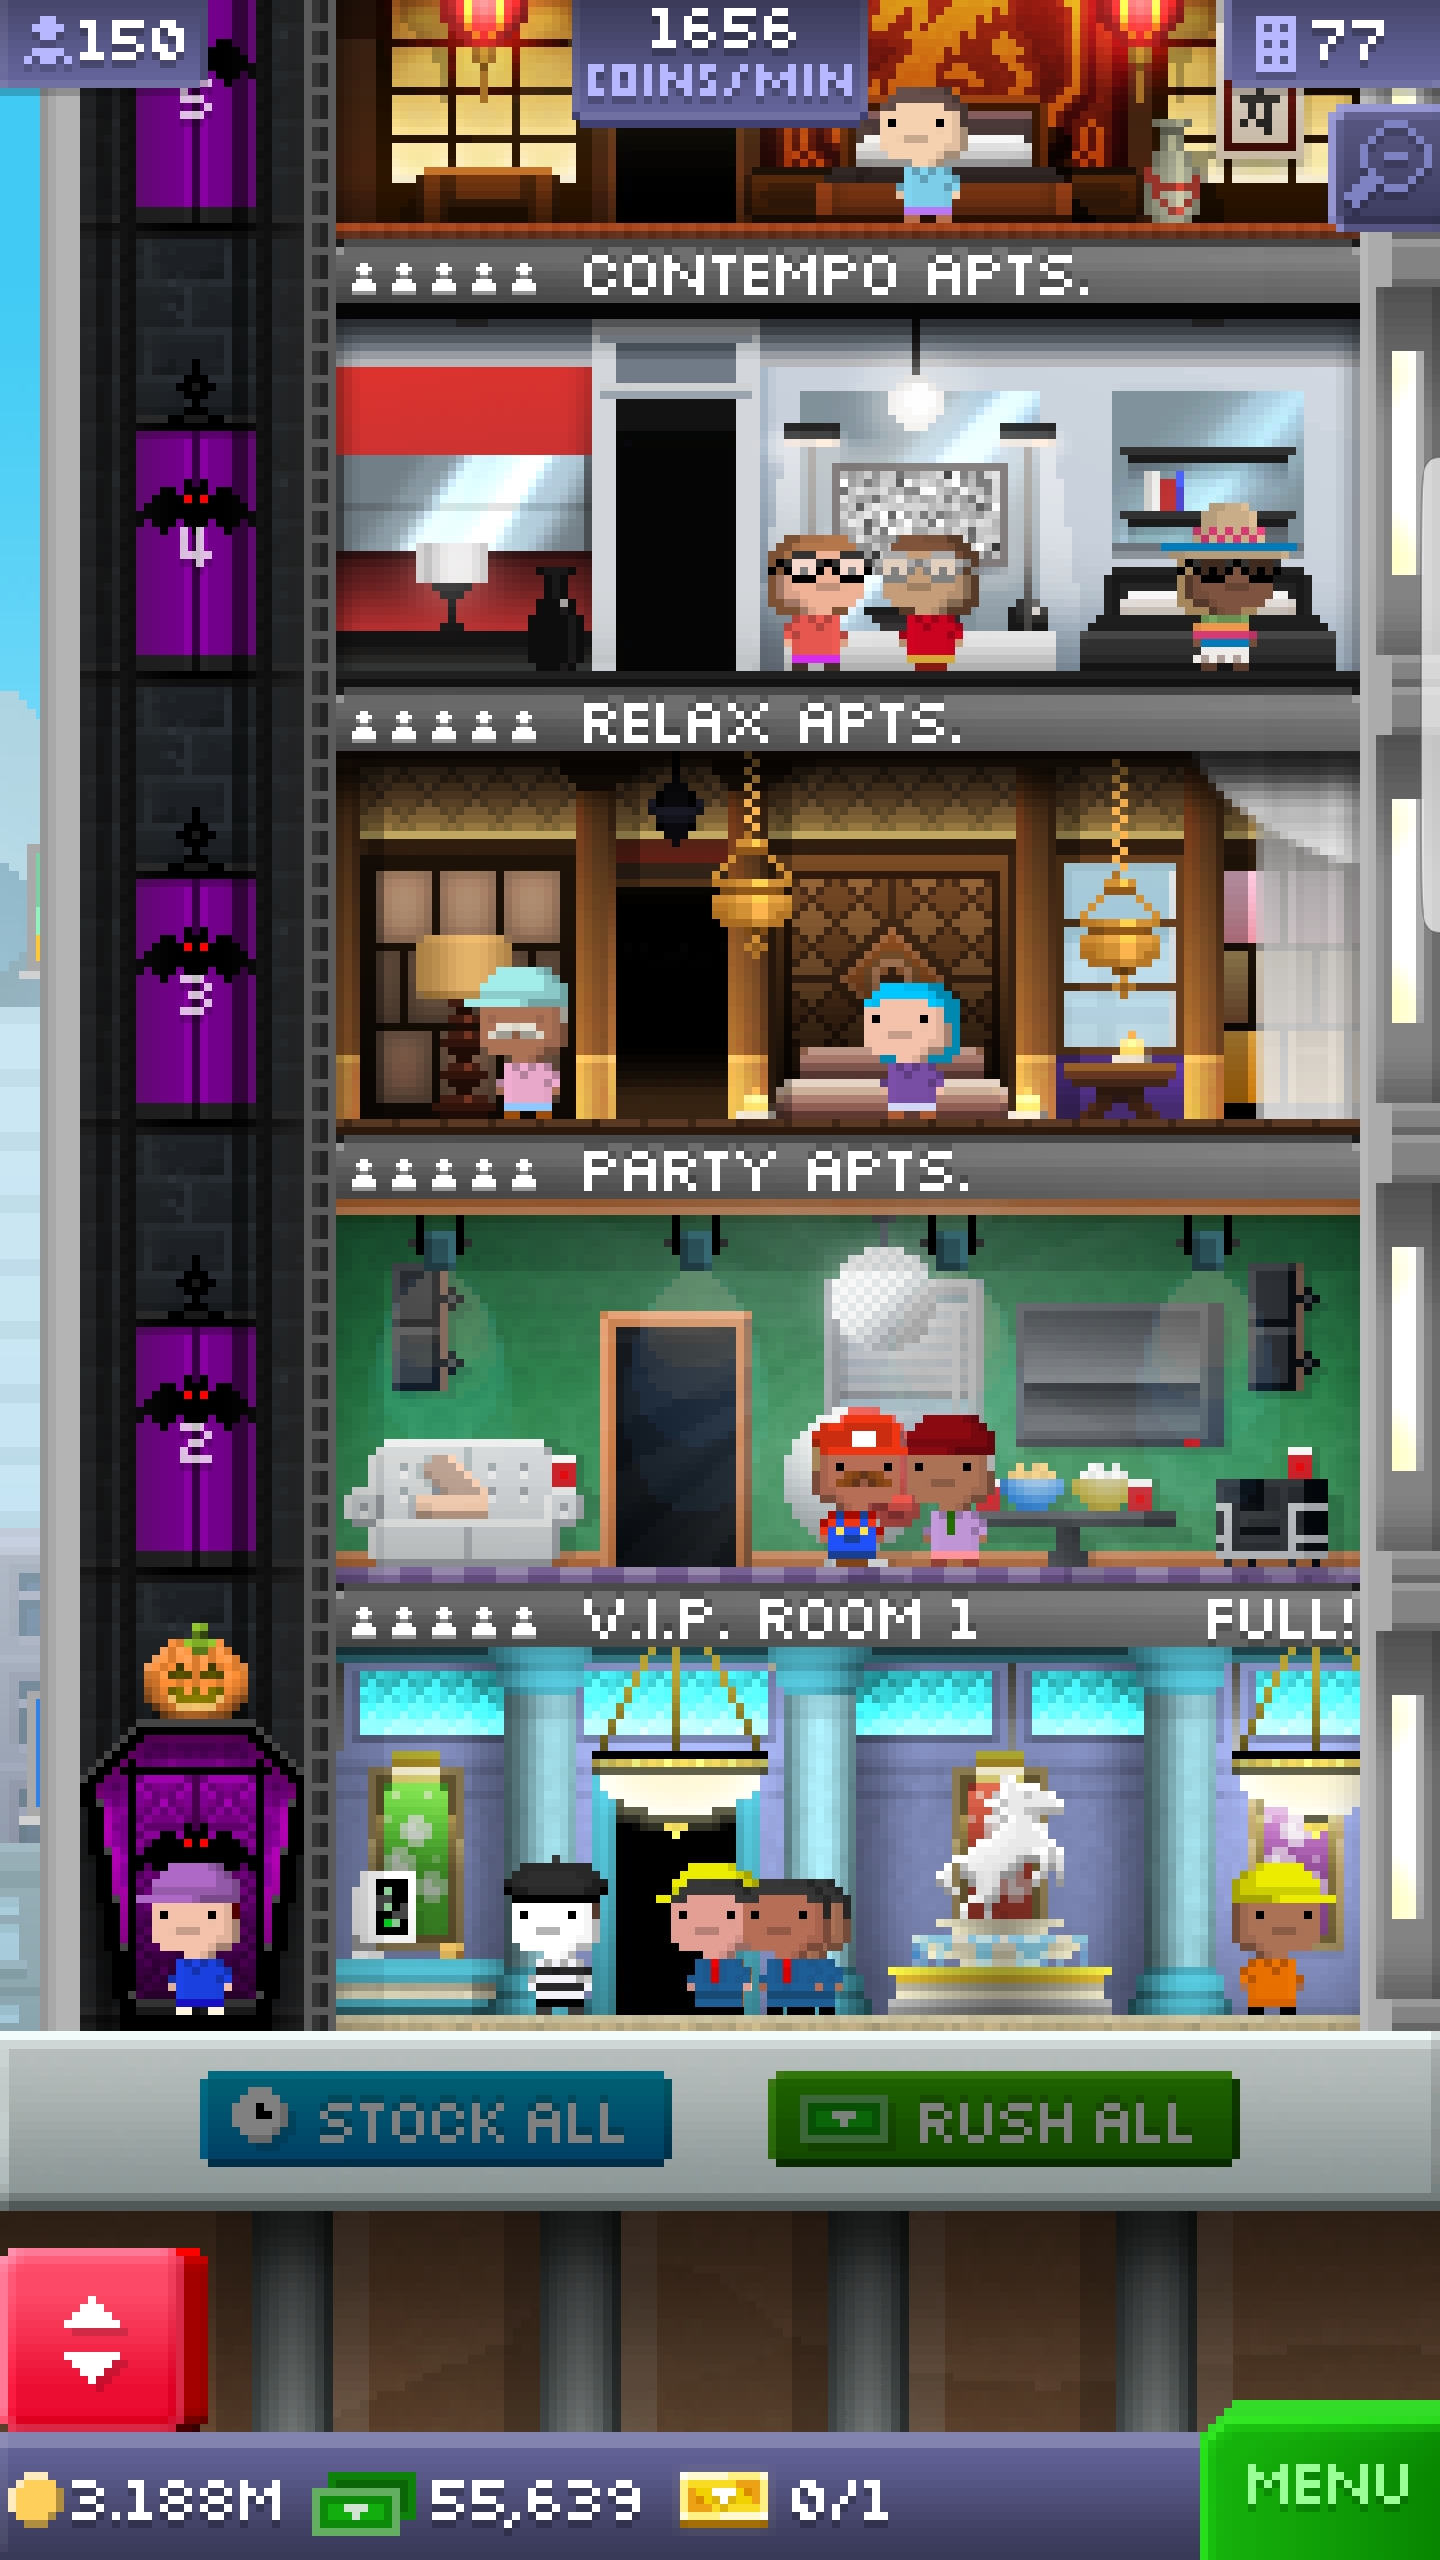 150
1656
COINS/MIN
77
5
CONTEMPO APTS.
4
RELAX APTS.
3
PARTY APTS.
2
V.I.P. ROOM 1 FULL!
STOCK ALL
RUSH ALL
3.188M 55,639 0/1
MENU